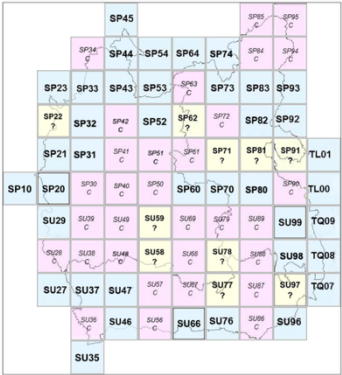 SP45 SP85 C SP95 C
SP34 C SP44 SP54 SP64 SP74 SP84 C SP94 C
SP23 SP33 SP43 SP53 SP63 C SP73 SP83 SP93
SP22 ? SP32 SP42 C SP52 SP62 ? SP72 C SP82 SP92
SP21 SP31 SP41 C SP51 C SP61 C SP71 ? SP81 ? SP91 ? TL01
SP10 SP20 SP30 C SP40 C SP50 C SP60 SP70 SP80 SP90 C TL00
SU29 SU39 C SU49 C SU59 ? SU69 C SU79 C SU89 C SU99 TQ09
SU28 C SU38 C SU48 C SU58 ? SU68 C SU78 ? SU88 C SU98 TQ08
SU27 SU37 SU47 SU57 C SU67 C SU77 ? SU87 C SU97 ? TQ07
SU36 C SU46 SU56 C SU66 SU76 SU86 C SU96
SU35